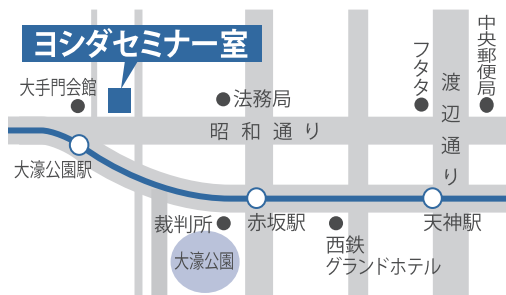 ヨシダセミナー室
中央郵便局
フタタ
渡辺通り
大手門会館
法務局
昭和通り
大濠公園駅
裁判所
赤坂駅
天神駅
大濠公園
西鉄
グランドホテル